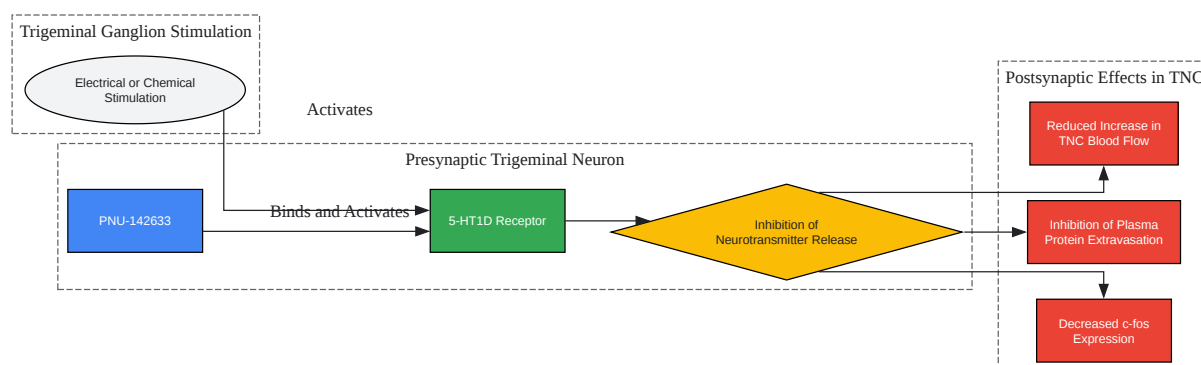 Trigeminal Ganglion Stimulation
Electrical or Chemical
Stimulation
Activates
Presynaptic Trigeminal Neuron
PNU-142633
Binds and Activates
5-HT1D Receptor
Inhibition of
Neurotransmitter Release
Postsynaptic Effects in TNC
Reduced Increase in
TNC Blood Flow
Inhibition of Plasma
Protein Extravasation
Decreased c-fos
Expression